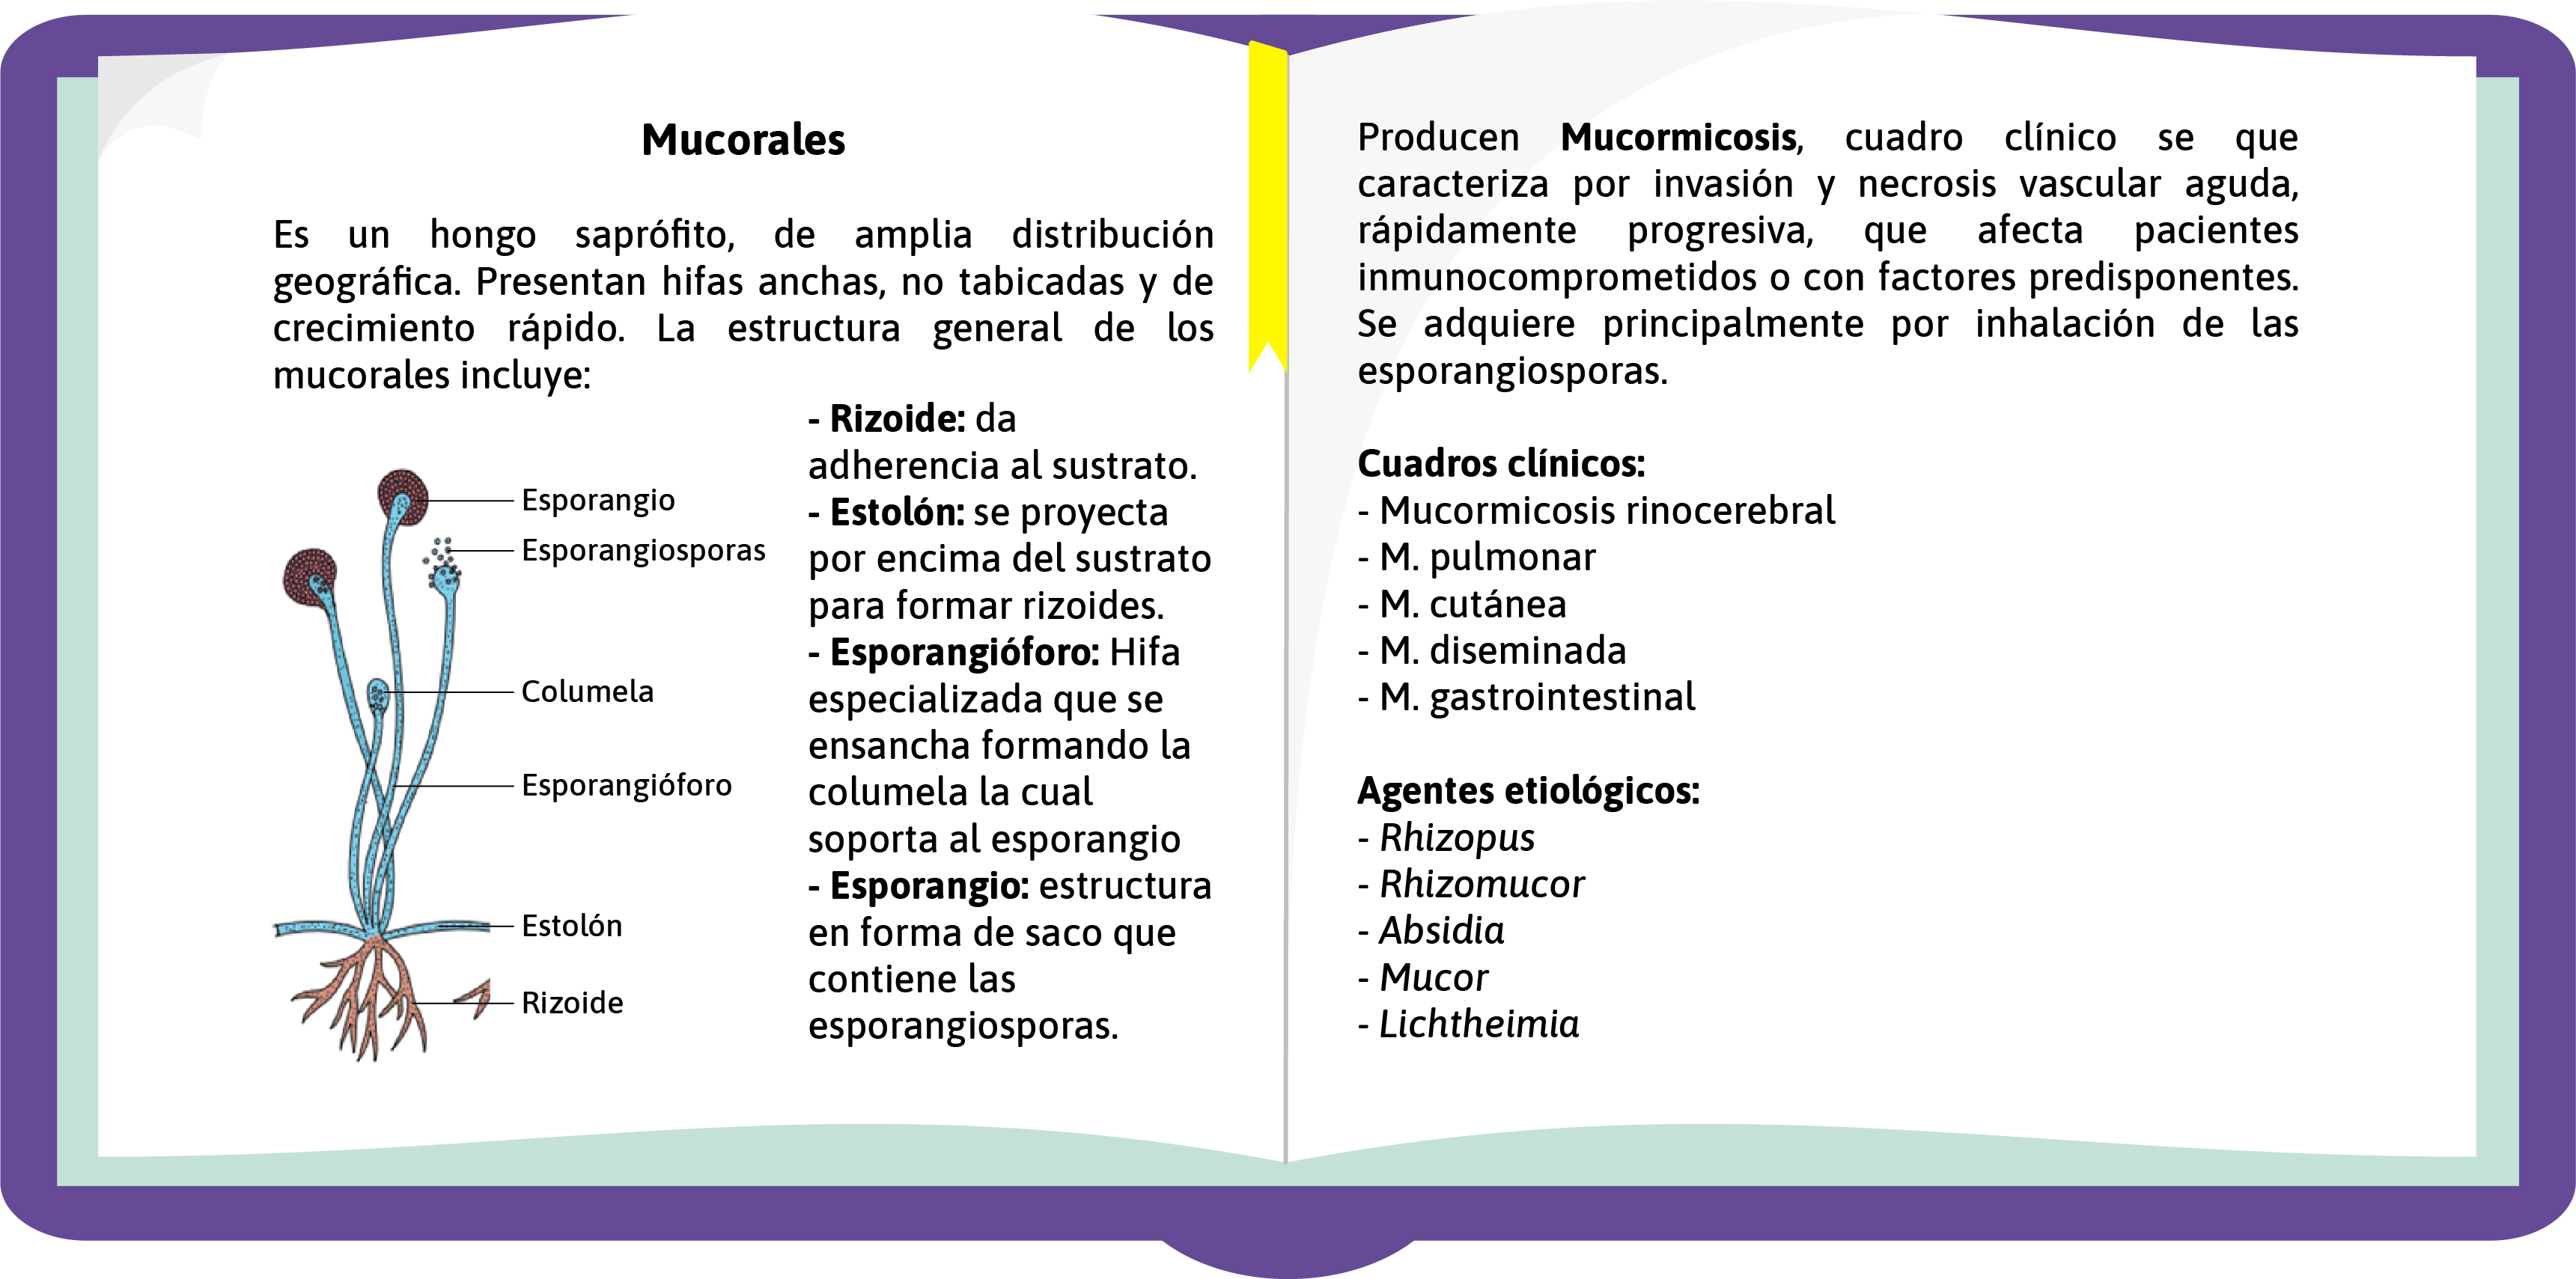 Mucorales
Es un hongo saprófito, de amplia distribución
geográfica. Presentan hifas anchas, no tabicadas y de
crecimiento rápido. La estructura general de los
mucorales incluye:
Esporangio
Esporangiosporas
Columela
Esporangióforo
Estolón
Rizoide
- Rizoide: da
adherencia al sustrato.
- Estolón: se proyecta
por encima del sustrato
para formar rizoides.
- Esporangióforo: Hifa
especializada que se
ensancha formando la
columela la cual
soporta al esporangio
- Esporangio: estructura
en forma de saco que
contiene las
esporangiosporas.
Producen Mucormicosis, cuadro clínico se que
caracteriza por invasión y necrosis vascular aguda,
rápidamente progresiva, que afecta pacientes
inmunocomprometidos o con factores predisponentes.
Se adquiere principalmente por inhalación de las
esporangiosporas.
Cuadros clínicos:
- Mucormicosis rinocerebral
- M. pulmonar
- M. cutánea
- M. diseminada
- M. gastrointestinal
Agentes etiológicos:
- Rhizopus
- Rhizomucor
- Absidia
- Mucor
- Lichtheimia